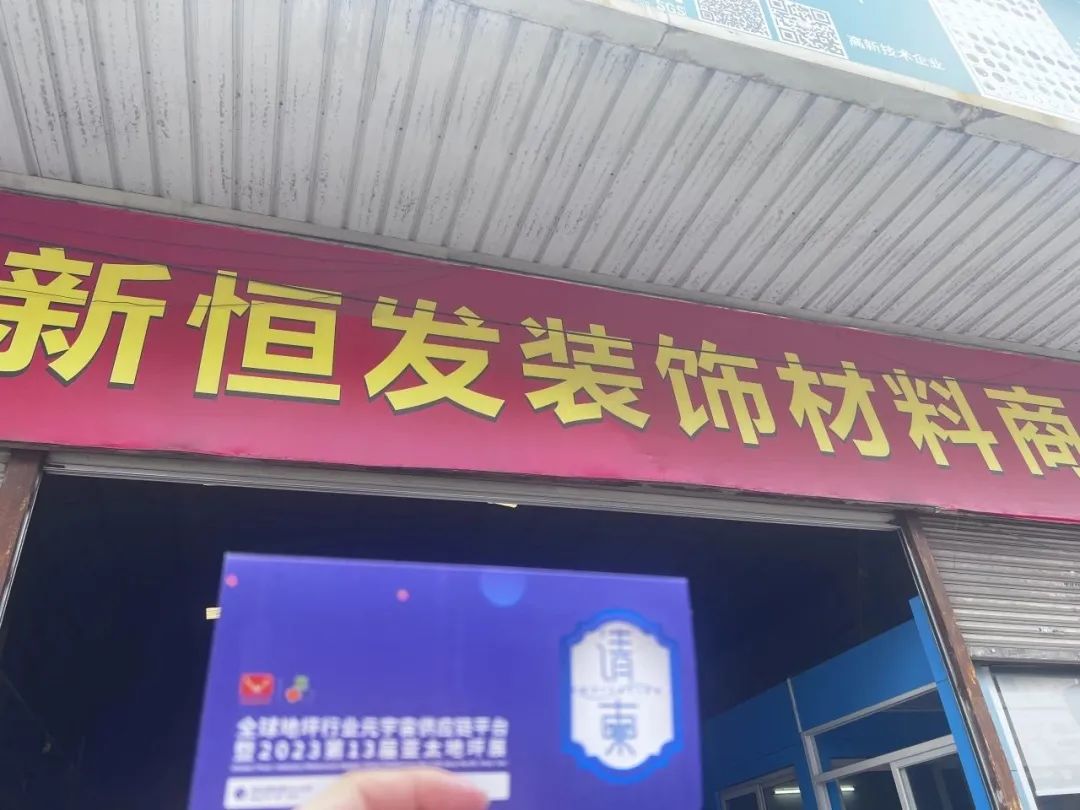 SGS
高新技术企业
新恒发装饰材料商
请柬
全球地坪行业元宇宙供应链平台
暨2023第13届亚太地坪展